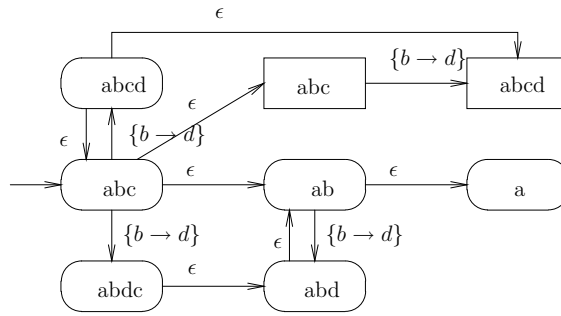 ϵ
abcd
abc
{b → d}
abcd
ϵ
ϵ
{b → d}
abc
ϵ
ab
ϵ
a
{b → d}
{b → d}
ϵ
abdc
ϵ
abd